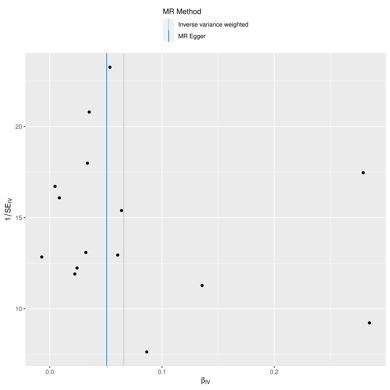 MR Method
Inverse variance weighted
MR Egger
20
15
10
1/SE_IV
0.0
0.1
0.2
β_IV